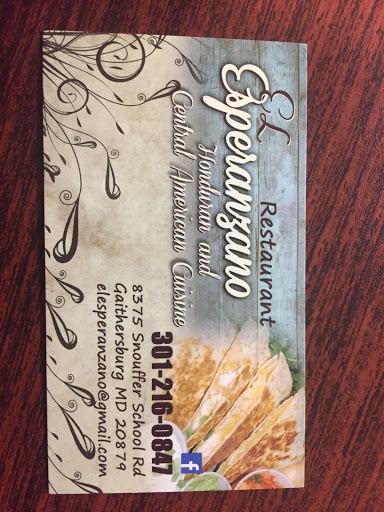 EL
Esperanzano
Restaurant
Honduran and
Central American Cuisine
301-216-0847
f
8375 Snouffer School Rd
Gaithersburg MD 20879
elesperanzano@gmail.com